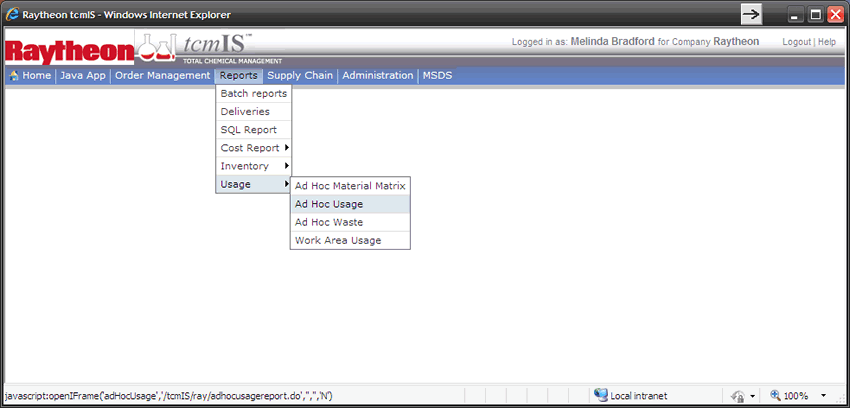 Raytheon tcmIS - Windows Internet Explorer
Raytheon tcmIS™
TOTAL CHEMICAL MANAGEMENT
Logged in as: Melinda Bradford for Company Raytheon Logout | Help
Home | Java App | Order Management | Reports | Supply Chain | Administration | MSDS
Batch reports
Deliveries
SQL Report
Cost Report
Inventory
Usage
Ad Hoc Material Matrix
Ad Hoc Usage
Ad Hoc Waste
Work Area Usage
javascript:openIFrame('adHocUsage','/tcmIS/ray/adhocusagereport.do','','','N') Local intranet 100%